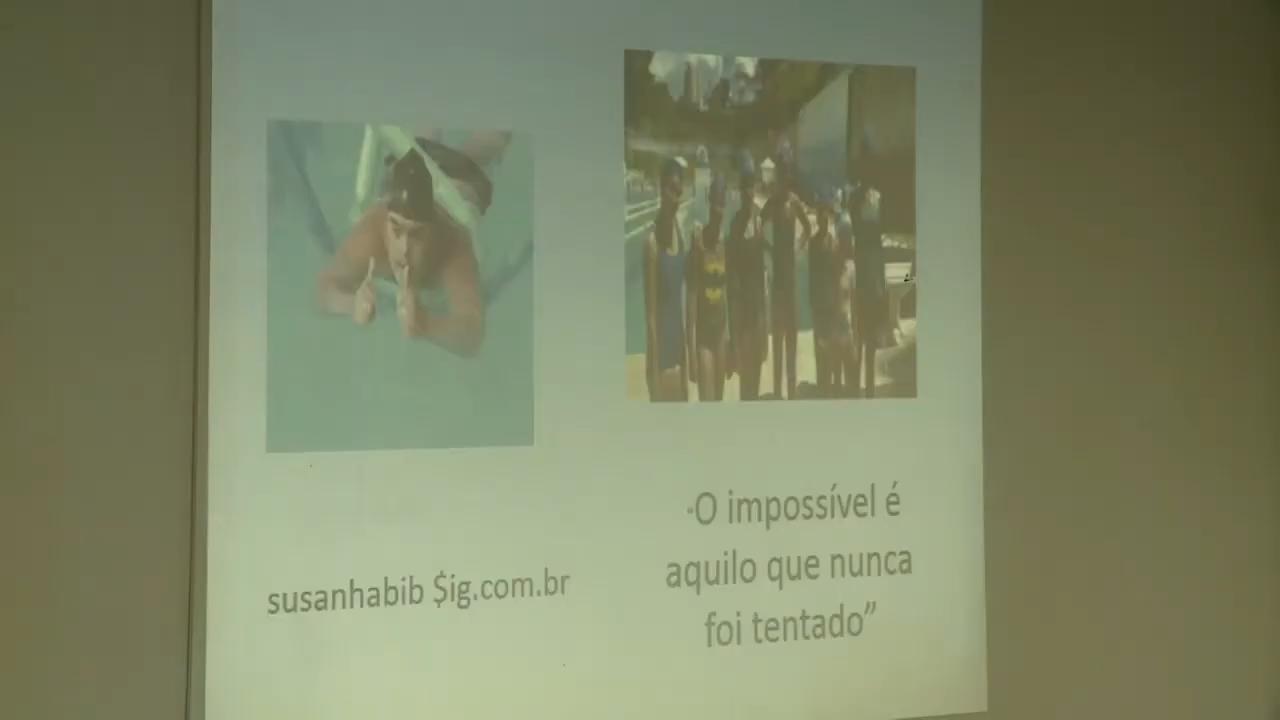 susanhabib $ig.com.br
·O impossível é
aquilo que nunca
foi tentado”